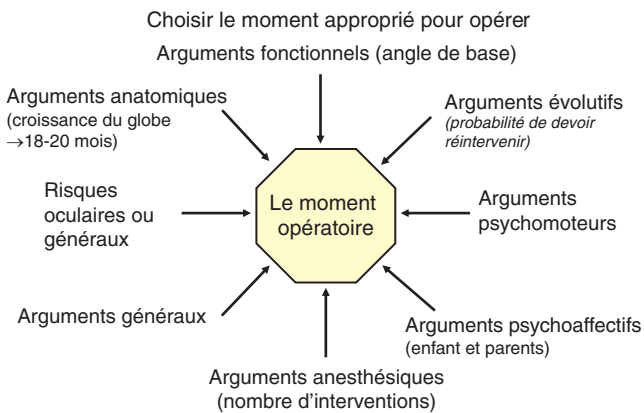 Choisir le moment approprié pour opérer
Arguments fonctionnels (angle de base)
Arguments anatomiques
(croissance du globe
→18-20 mois)
Arguments évolutifs
(probabilité de devoir
réintervenir)
Risques
oculaires ou
généraux
Le moment
opératoire
Arguments
psychomoteurs
Arguments généraux
Arguments psychoaffectifs
(enfant et parents)
Arguments anesthésiques
(nombre d'interventions)